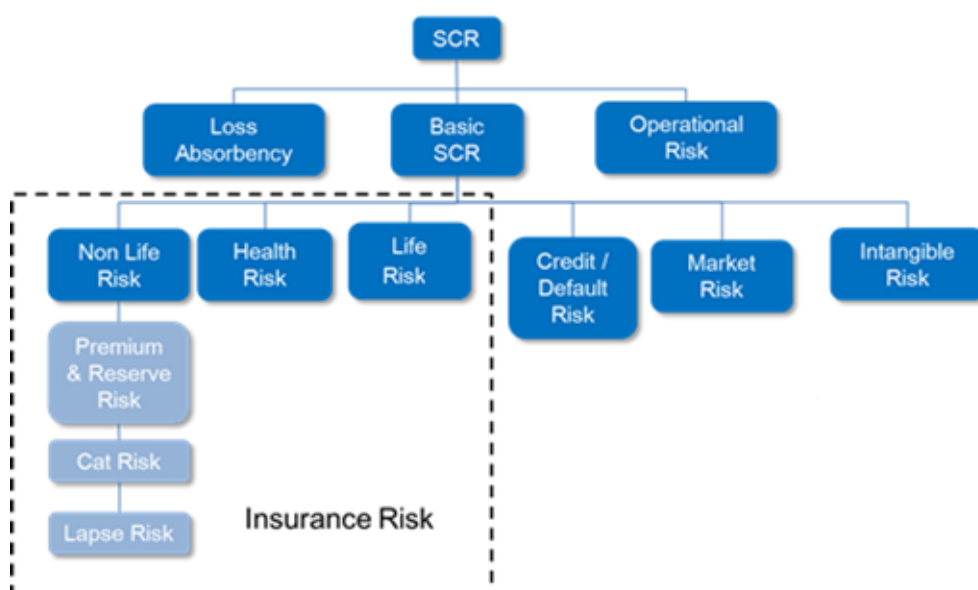 SCR
Loss
Absorbency
Basic
SCR
Operational
Risk
Non Life
Risk
Health
Risk
Life
Risk
Credit /
Default
Risk
Market
Risk
Intangible
Risk
Premium
& Reserve
Risk
Cat Risk
Lapse Risk
Insurance Risk